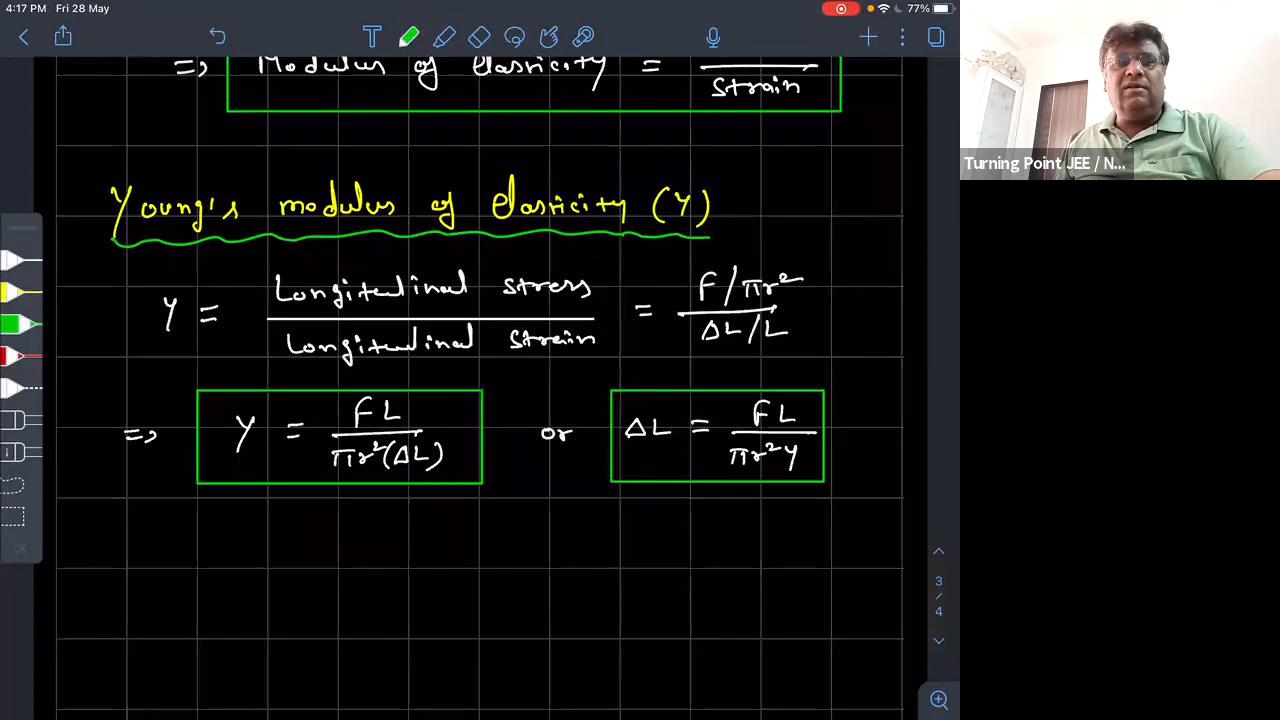 4:17 PM Fri 28 May
77%
=> Modulus of elasticity = 
strain
Turning Point JEE / N...
Young's modulus of elasticity (Y)
Y = Longitudinal stress / Longitudinal strain = F/πr² / ΔL/L
=> Y = FL / πr²(ΔL) or ΔL = FL / πr²Y
3
/
4